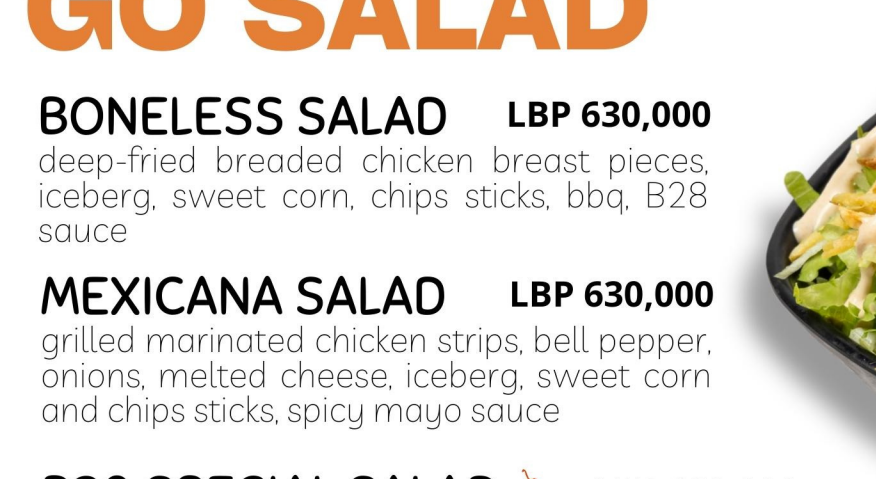 GO SALAD
BONELESS SALAD LBP 630,000
deep-fried breaded chicken breast pieces,
iceberg, sweet corn, chips sticks, bbq, B28
sauce
MEXICANA SALAD LBP 630,000
grilled marinated chicken strips, bell pepper,
onions, melted cheese, iceberg, sweet corn
and chips sticks, spicy mayo sauce
SPECIAL SALAD